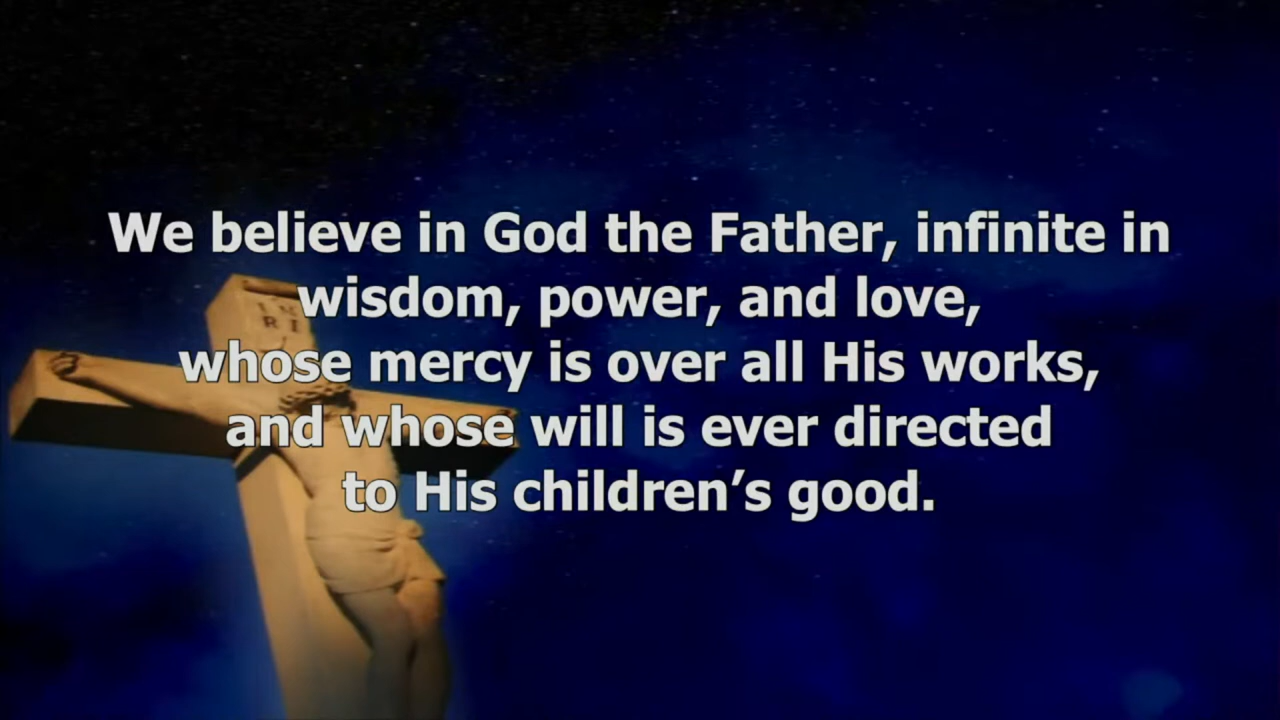 We believe in God the Father, infinite in
wisdom, power, and love,
whose mercy is over all His works,
and whose will is ever directed
to His children’s good.
I N
R I